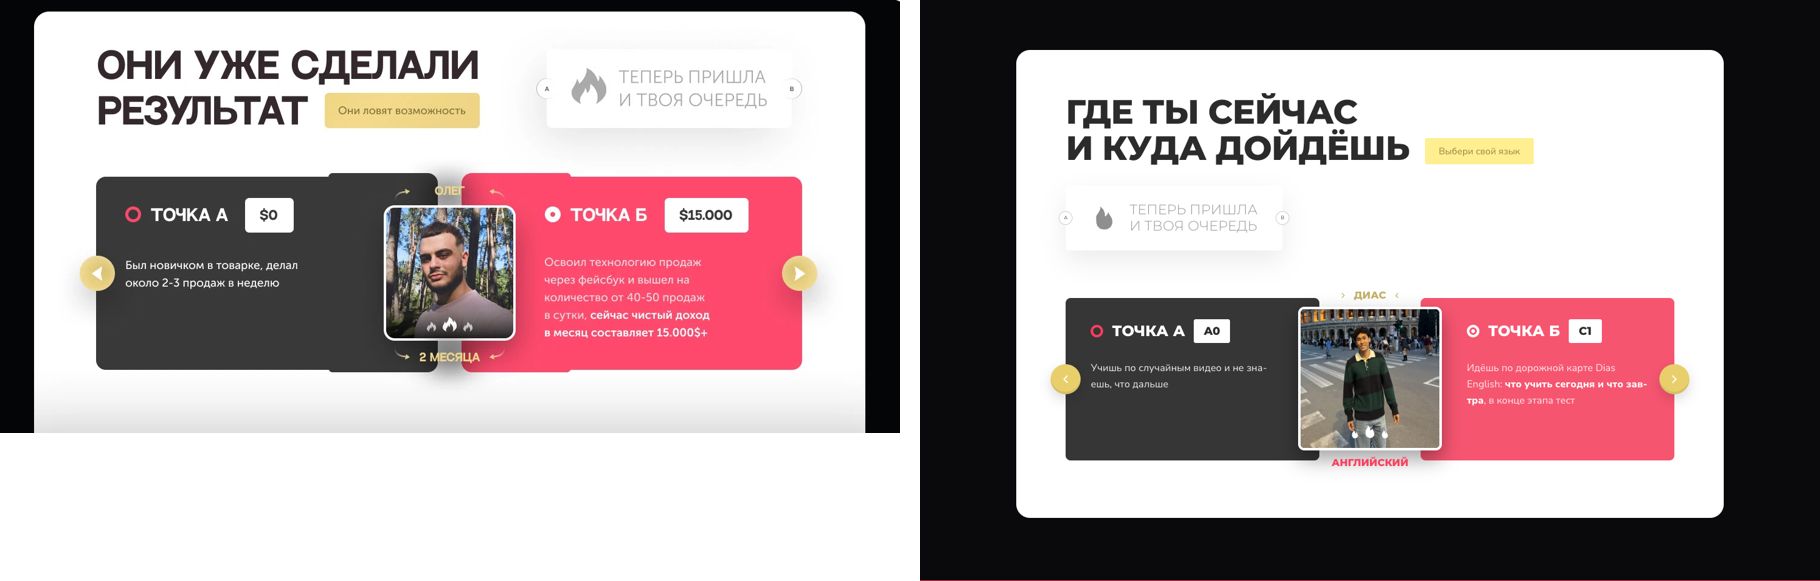 ОНИ УЖЕ СДЕЛАЛИ
РЕЗУЛЬТАТ
Они ловят возможность
A
ТЕПЕРЬ ПРИШЛА
И ТВОЯ ОЧЕРЕДЬ
B
ТОЧКА А
$0
Был новичком в товарке, делал
около 2-3 продаж в неделю
ОЛЕГ
2 МЕСЯЦА
ТОЧКА Б
$15.000
Освоил технологию продаж
через фейсбук и вышел на
количество от 40-50 продаж
в сутки, сейчас чистый доход
в месяц составляет 15.000$+
ГДЕ ТЫ СЕЙЧАС
И КУДА ДОЙДЁШЬ
Выбери свой язык
A
ТЕПЕРЬ ПРИШЛА
И ТВОЯ ОЧЕРЕДЬ
B
ТОЧКА А
A0
Учишь по случайным видео и не зна-
ешь, что дальше
ДИАС
АНГЛИЙСКИЙ
ТОЧКА Б
C1
Идёшь по дорожной карте Dias
English: что учить сегодня и что зав-
тра, в конце этапа тест